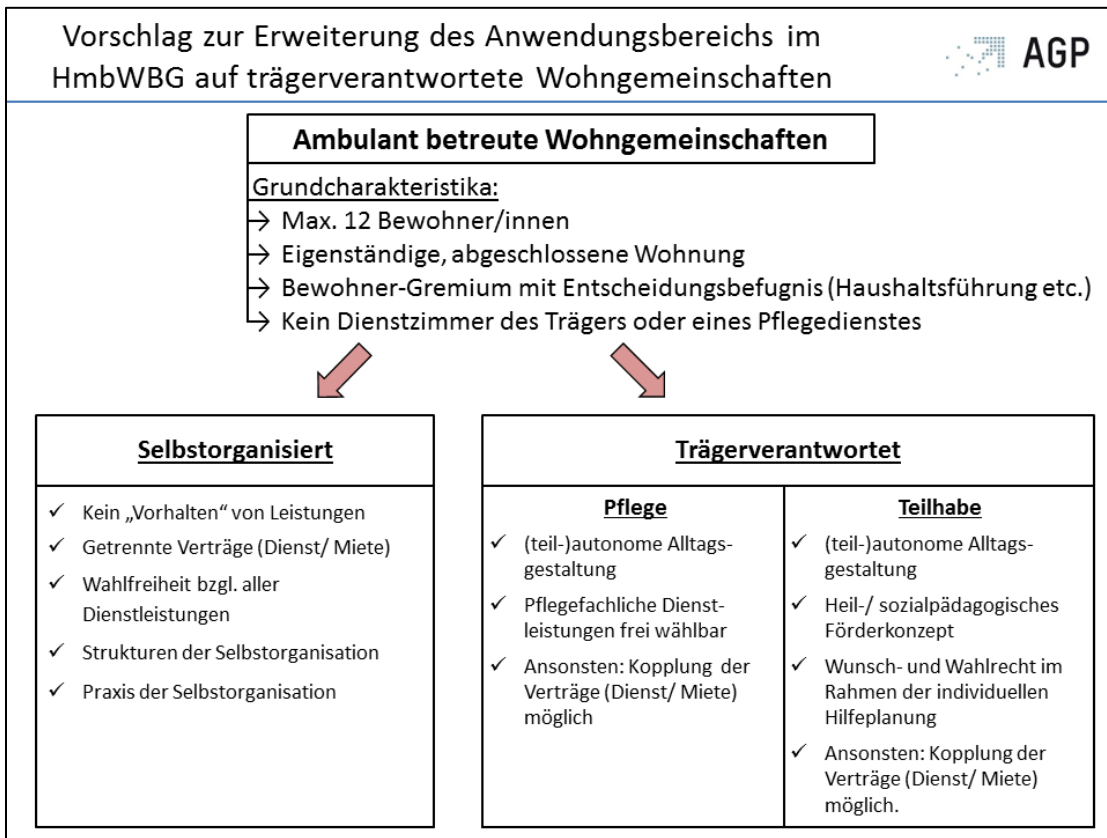 Vorschlag zur Erweiterung des Anwendungsbereichs im
HmbWBG auf trägerverantwortete Wohngemeinschaften
AGP
Ambulant betreute Wohngemeinschaften
Grundcharakteristika:
→ Max. 12 Bewohner/innen
→ Eigenständige, abgeschlossene Wohnung
→ Bewohner-Gremium mit Entscheidungsbefugnis (Haushaltsführung etc.)
→ Kein Dienstzimmer des Trägers oder eines Pflegedienstes
Selbstorganisiert
✓ Kein „Vorhalten“ von Leistungen
✓ Getrennte Verträge (Dienst/ Miete)
✓ Wahlfreiheit bzgl. aller
Dienstleistungen
✓ Strukturen der Selbstorganisation
✓ Praxis der Selbstorganisation
Trägerverantwortet
Pflege
✓ (teil-)autonome Alltags-
gestaltung
✓ Pflegefachliche Dienst-
leistungen frei wählbar
✓ Ansonsten: Kopplung der
Verträge (Dienst/ Miete)
möglich
Teilhabe
✓ (teil-)autonome Alltags-
gestaltung
✓ Heil-/ sozialpädagogisches
Förderkonzept
✓ Wunsch- und Wahlrecht im
Rahmen der individuellen
Hilfeplanung
✓ Ansonsten: Kopplung der
Verträge (Dienst/ Miete)
möglich.